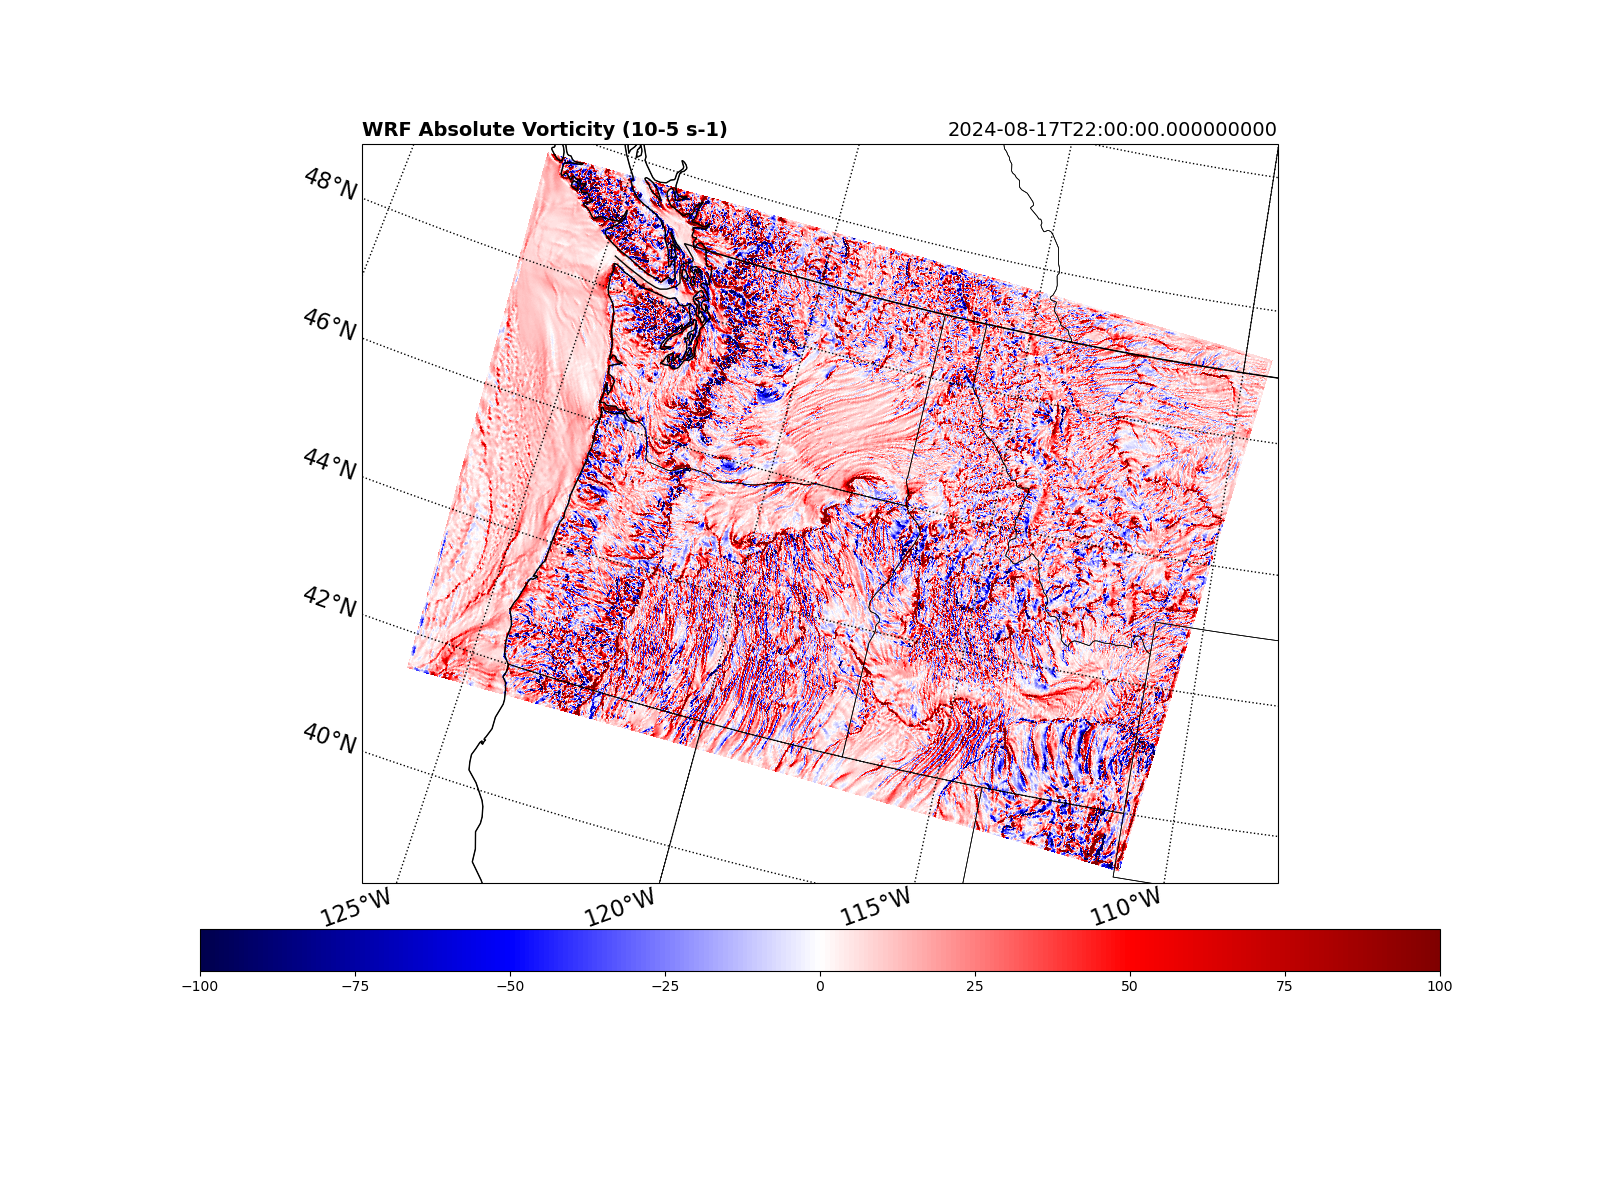 WRF Absolute Vorticity (10-5 s-1)
2024-08-17T22:00:00.000000000
48°N
46°N
44°N
42°N
40°N
125°W
120°W
115°W
110°W
−100
−75
−50
−25
0
25
50
75
100